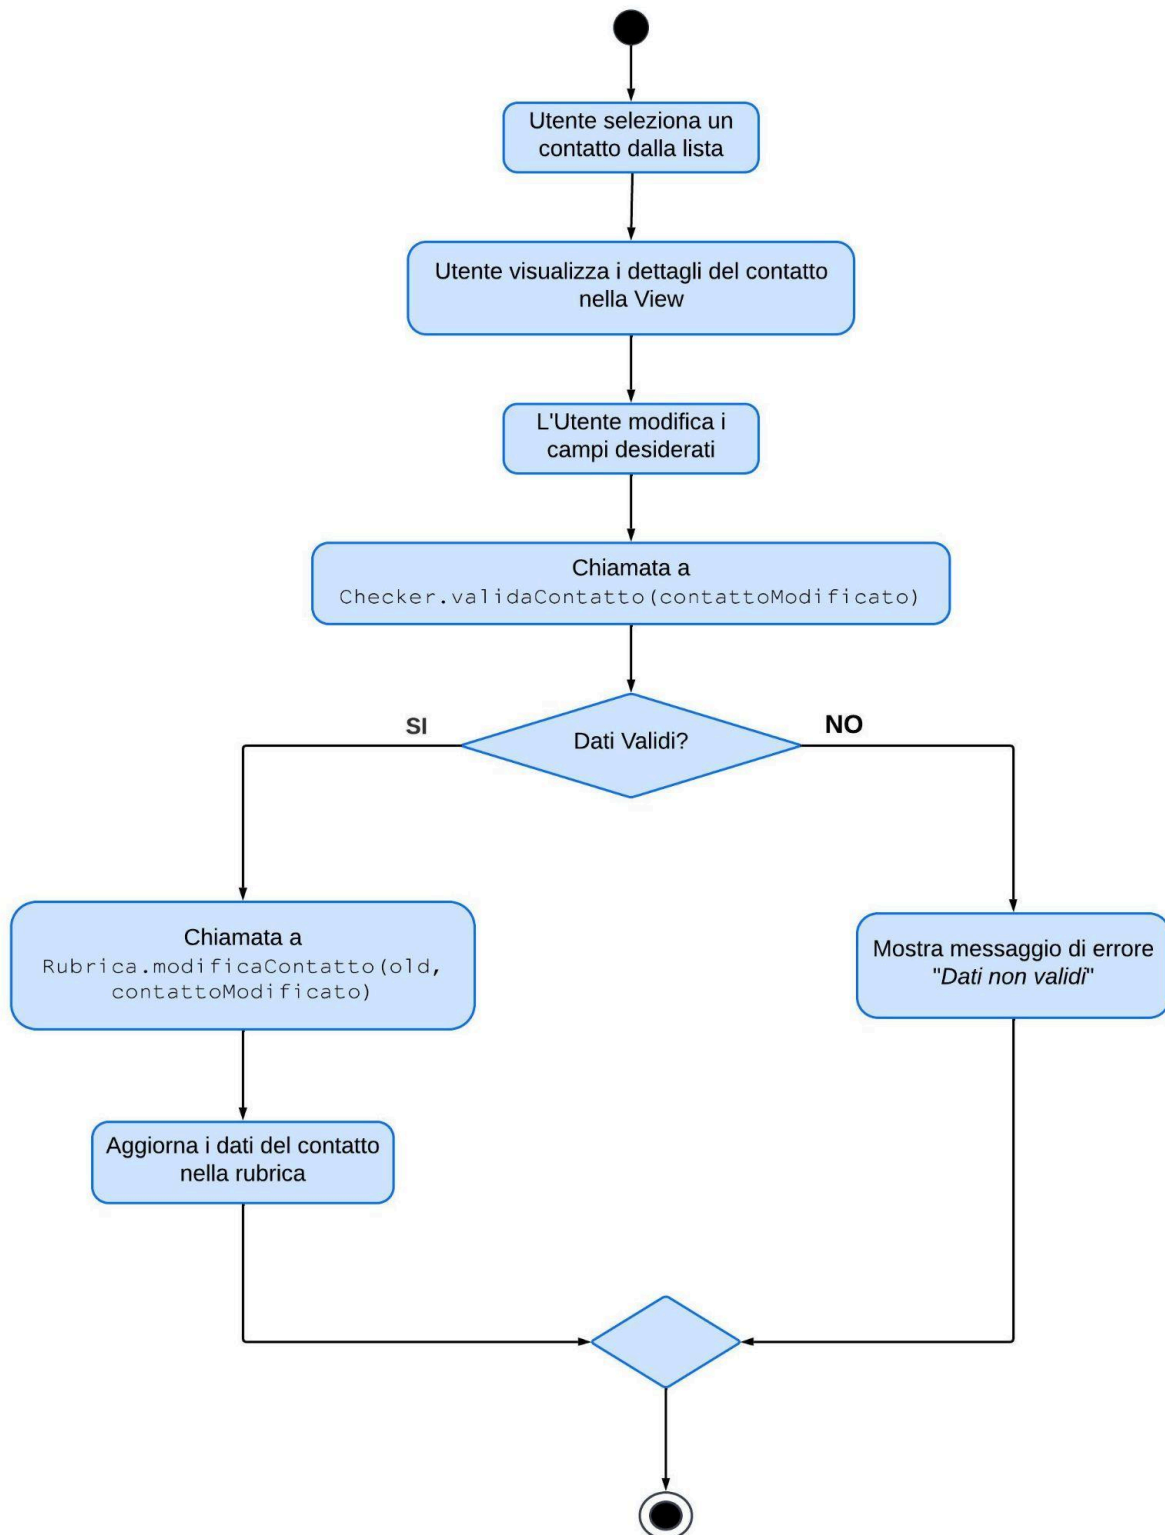 Utente seleziona un
contatto dalla lista
Utente visualizza i dettagli del contatto
nella View
L'Utente modifica i
campi desiderati
Chiamata a
Checker.validaContatto(contattoModificato)
SI
Dati Validi?
NO
Chiamata a
Rubrica.modificaContatto(old,
contattoModificato)
Mostra messaggio di errore
"Dati non validi"
Aggiorna i dati del contatto
nella rubrica